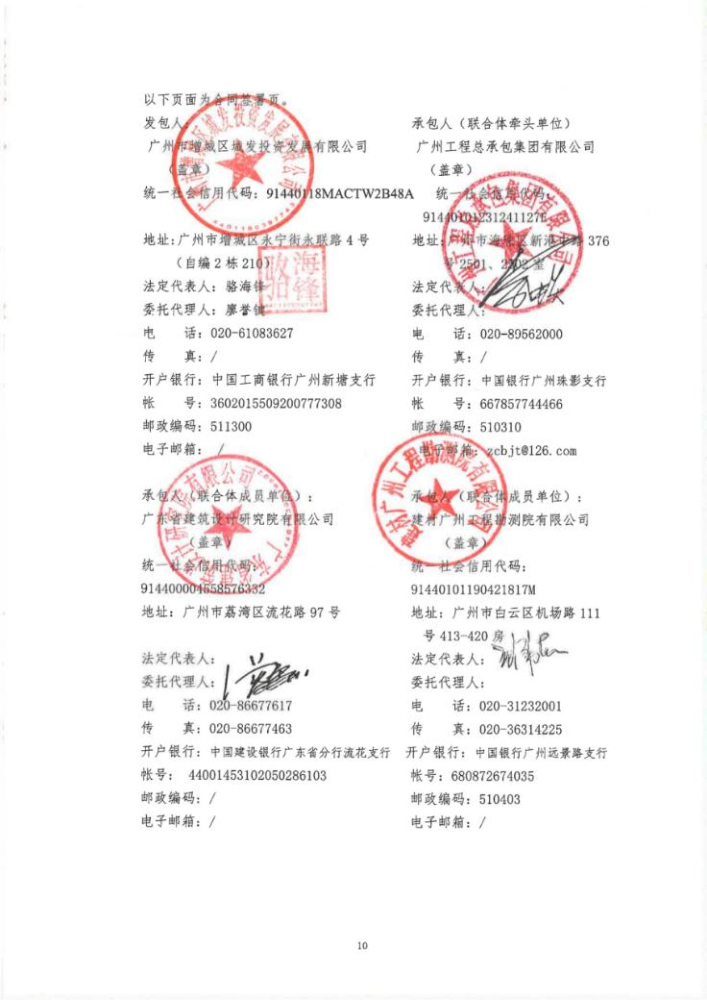 以下页面为合同签署页。
发包人:
广州市增城区城发投资发展有限公司
（盖章）
统一社会信用代码：91440118MACTW2B48A
地址:广州市增城区永宁街永联路 4 号
（自编 2 栋 210）
法定代表人：骆海锋
委托代理人：廖誉健
电 话：020-61083627
传 真：/
开户银行：中国工商银行广州新塘支行
帐 号：3602015509200777308
邮政编码：511300
电子邮箱： /
承包人（联合体牵头单位）
广州工程总承包集团有限公司
（盖章）
统一社会信用代码：
91440101231241127E
地址：广州市海珠区新港中路 376
号 2501、2502 室
法定代表人：
委托代理人：
电 话：020-89562000
传 真：/
开户银行：中国银行广州珠影支行
帐 号：667857744466
邮政编码：510310
电子邮箱：zcbjt@126.com
承包人（联合体成员单位）：
广东省建筑设计研究院有限公司
（盖章）
统一社会信用代码：
914400004558576332
地址：广州市荔湾区流花路 97 号
法定代表人：
委托代理人：
电 话：020-86677617
传 真：020-86677463
开户银行：中国建设银行广东省分行流花支行
帐号： 44001453102050286103
邮政编码：/
电子邮箱：/
承包人（联合体成员单位）：
建材广州工程勘测院有限公司
（盖章）
统一社会信用代码：
91440101190421817M
地址：广州市白云区机场路 111
号 413-420 房
法定代表人：
委托代理人：
电 话：020-31232001
传 真：020-36314225
开户银行：中国银行广州远景路支行
帐号：680872674035
邮政编码：510403
电子邮箱：/
10